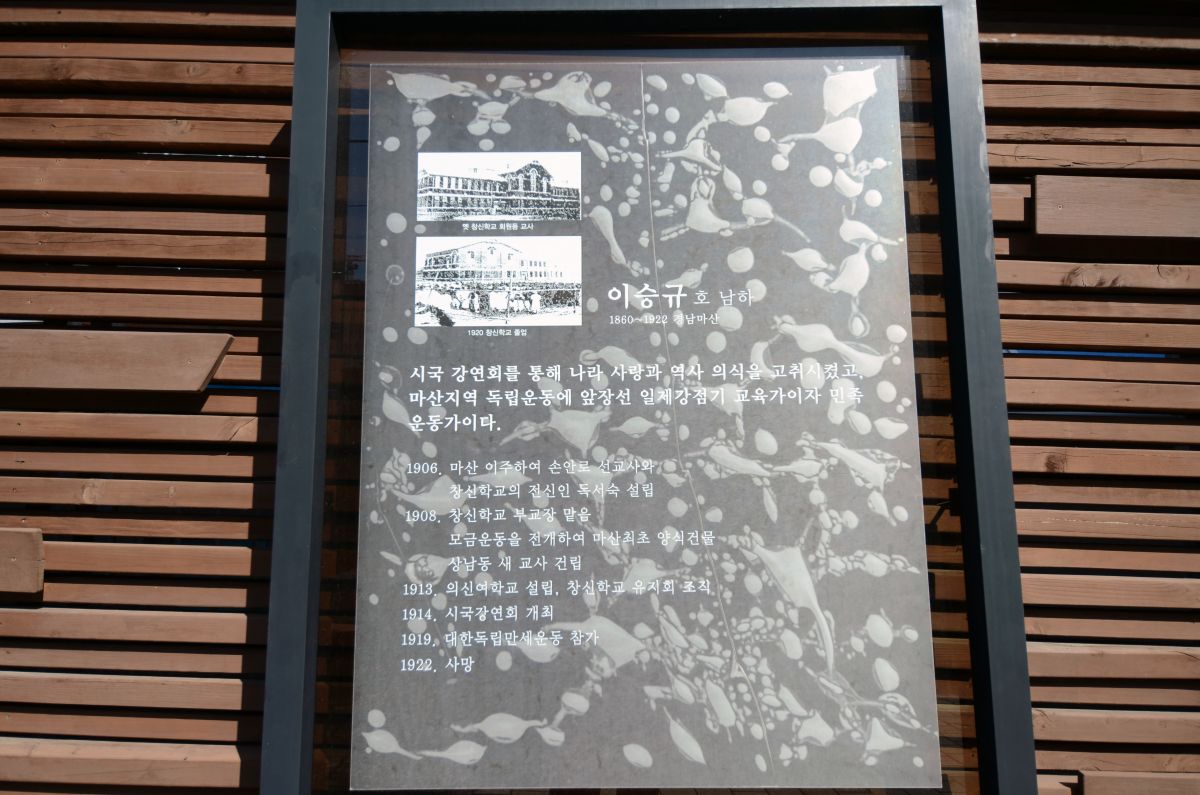 옛 창신학교 회원동 교사
1920 창신학교 졸업
이승규 호 남하
1860~1922 경남마산
시국 강연회를 통해 나라 사랑과 역사 의식을 고취시켰고,
마산지역 독립운동에 앞장선 일제강점기 교육가이자 민족
운동가이다.
1906. 마산 이주하여 손안로 선교사와
창신학교의 전신인 독서숙 설립
1908. 창신학교 부교장 맡음
모금운동을 전개하여 마산최초 양식건물
상남동 새 교사 건립
1913. 의신여학교 설립, 창신학교 유지회 조직
1914. 시국강연회 개최
1919. 대한독립만세운동 참가
1922. 사망